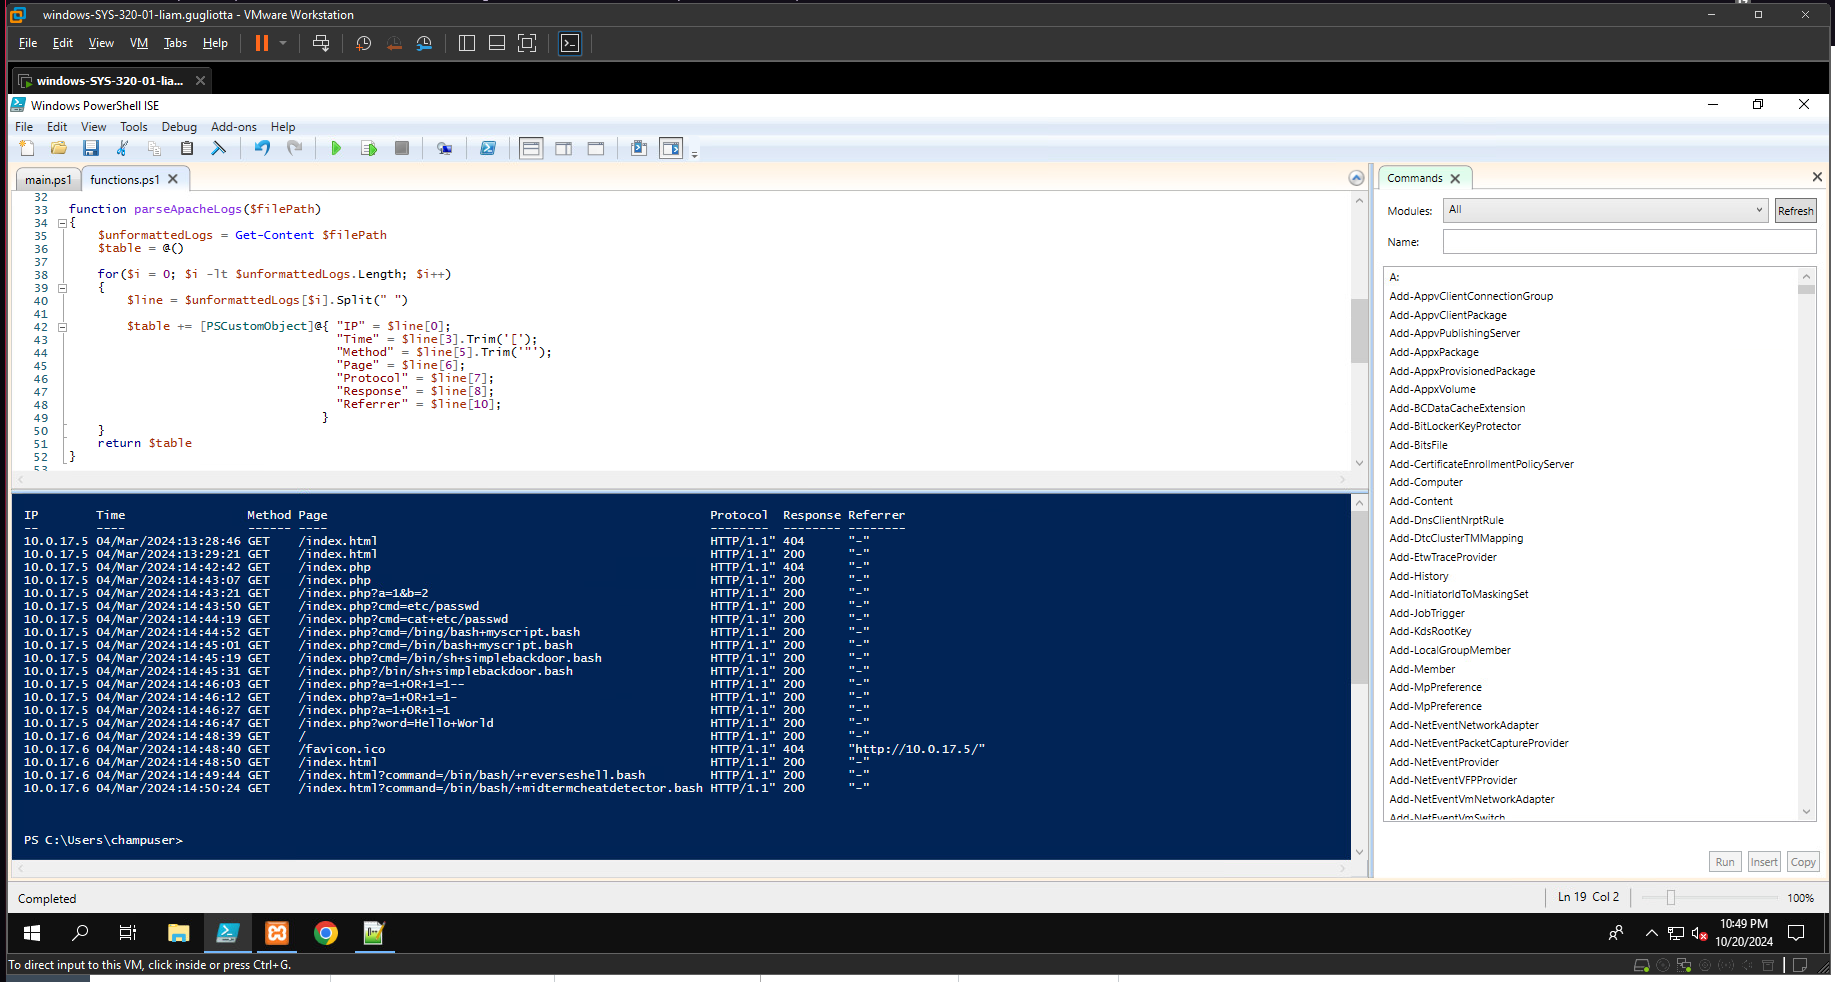 windows-SYS-320-01-liam.gugliotta - VMware Workstation
File Edit View VM Tabs Help
windows-SYS-320-01-lia...
Windows PowerShell ISE
File Edit View Tools Debug Add-ons Help
main.ps1 functions.ps1
32
33 function parseApacheLogs($filePath)
34 {
35 $unformattedLogs = Get-Content $filePath
36 $table = @()
37
38 for($i = 0; $i -lt $unformattedLogs.Length; $i++)
39 {
40 $line = $unformattedLogs[$i].Split(" ")
41
42 $table += [PSCustomObject]@{ "IP" = $line[0];
43 "Time" = $line[3].Trim('[');
44 "Method" = $line[5].Trim('"');
45 "Page" = $line[6];
46 "Protocol" = $line[7];
47 "Response" = $line[8];
48 "Referrer" = $line[10];
49 }
50 }
51 return $table
52 }
53
IP Time Method Page Protocol Response Referrer
-- ---- ------ ---- -------- -------- --------
10.0.17.5 04/Mar/2024:13:28:46 GET /index.html HTTP/1.1" 404 "-"
10.0.17.5 04/Mar/2024:13:29:21 GET /index.html HTTP/1.1" 200 "-"
10.0.17.5 04/Mar/2024:14:42:42 GET /index.php HTTP/1.1" 404 "-"
10.0.17.5 04/Mar/2024:14:43:07 GET /index.php HTTP/1.1" 200 "-"
10.0.17.5 04/Mar/2024:14:43:21 GET /index.php?a=1&b=2 HTTP/1.1" 200 "-"
10.0.17.5 04/Mar/2024:14:43:50 GET /index.php?cmd=etc/passwd HTTP/1.1" 200 "-"
10.0.17.5 04/Mar/2024:14:44:19 GET /index.php?cmd=cat+etc/passwd HTTP/1.1" 200 "-"
10.0.17.5 04/Mar/2024:14:44:52 GET /index.php?cmd=/bing/bash+myscript.bash HTTP/1.1" 200 "-"
10.0.17.5 04/Mar/2024:14:45:01 GET /index.php?cmd=/bin/bash+myscript.bash HTTP/1.1" 200 "-"
10.0.17.5 04/Mar/2024:14:45:19 GET /index.php?cmd=/bin/sh+simplebackdoor.bash HTTP/1.1" 200 "-"
10.0.17.5 04/Mar/2024:14:45:31 GET /index.php?/bin/sh+simplebackdoor.bash HTTP/1.1" 200 "-"
10.0.17.5 04/Mar/2024:14:46:03 GET /index.php?a=1+OR+1=1-- HTTP/1.1" 200 "-"
10.0.17.5 04/Mar/2024:14:46:12 GET /index.php?a=1+OR+1=1- HTTP/1.1" 200 "-"
10.0.17.5 04/Mar/2024:14:46:27 GET /index.php?a=1+OR+1=1 HTTP/1.1" 200 "-"
10.0.17.5 04/Mar/2024:14:46:47 GET /index.php?word=Hello+World HTTP/1.1" 200 "-"
10.0.17.6 04/Mar/2024:14:48:39 GET / HTTP/1.1" 200 "-"
10.0.17.6 04/Mar/2024:14:48:40 GET /favicon.ico HTTP/1.1" 404 "http://10.0.17.5/"
10.0.17.6 04/Mar/2024:14:48:50 GET /index.html HTTP/1.1" 200 "-"
10.0.17.6 04/Mar/2024:14:49:44 GET /index.html?command=/bin/bash/+reverseshell.bash HTTP/1.1" 200 "-"
10.0.17.6 04/Mar/2024:14:50:24 GET /index.html?command=/bin/bash/+midtermcheatdetector.bash HTTP/1.1" 200 "-"
PS C:\Users\champuser>
Commands
Modules: All Refresh
Name:
A:
Add-AppvClientConnectionGroup
Add-AppvClientPackage
Add-AppvPublishingServer
Add-AppxPackage
Add-AppxProvisionedPackage
Add-AppxVolume
Add-BCDataCacheExtension
Add-BitLockerKeyProtector
Add-BitsFile
Add-CertificateEnrollmentPolicyServer
Add-Computer
Add-Content
Add-DnsClientNrptRule
Add-DtcClusterTMMapping
Add-EtwTraceProvider
Add-History
Add-InitiatorIdToMaskingSet
Add-JobTrigger
Add-KdsRootKey
Add-LocalGroupMember
Add-Member
Add-MpPreference
Add-MpPreference
Add-NetEventNetworkAdapter
Add-NetEventPacketCaptureProvider
Add-NetEventProvider
Add-NetEventVFPProvider
Add-NetEventVmNetworkAdapter
Add-NetEventVmSwitch
Run Insert Copy
Completed Ln 19 Col 2 100%
10:49 PM
10/20/2024
To direct input to this VM, click inside or press Ctrl+G.